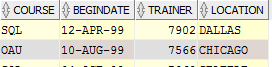 COURSE BEGINDATE TRAINER LOCATION
SQL 12-APR-99 7902 DALLAS
OAU 10-AUG-99 7566 CHICAGO